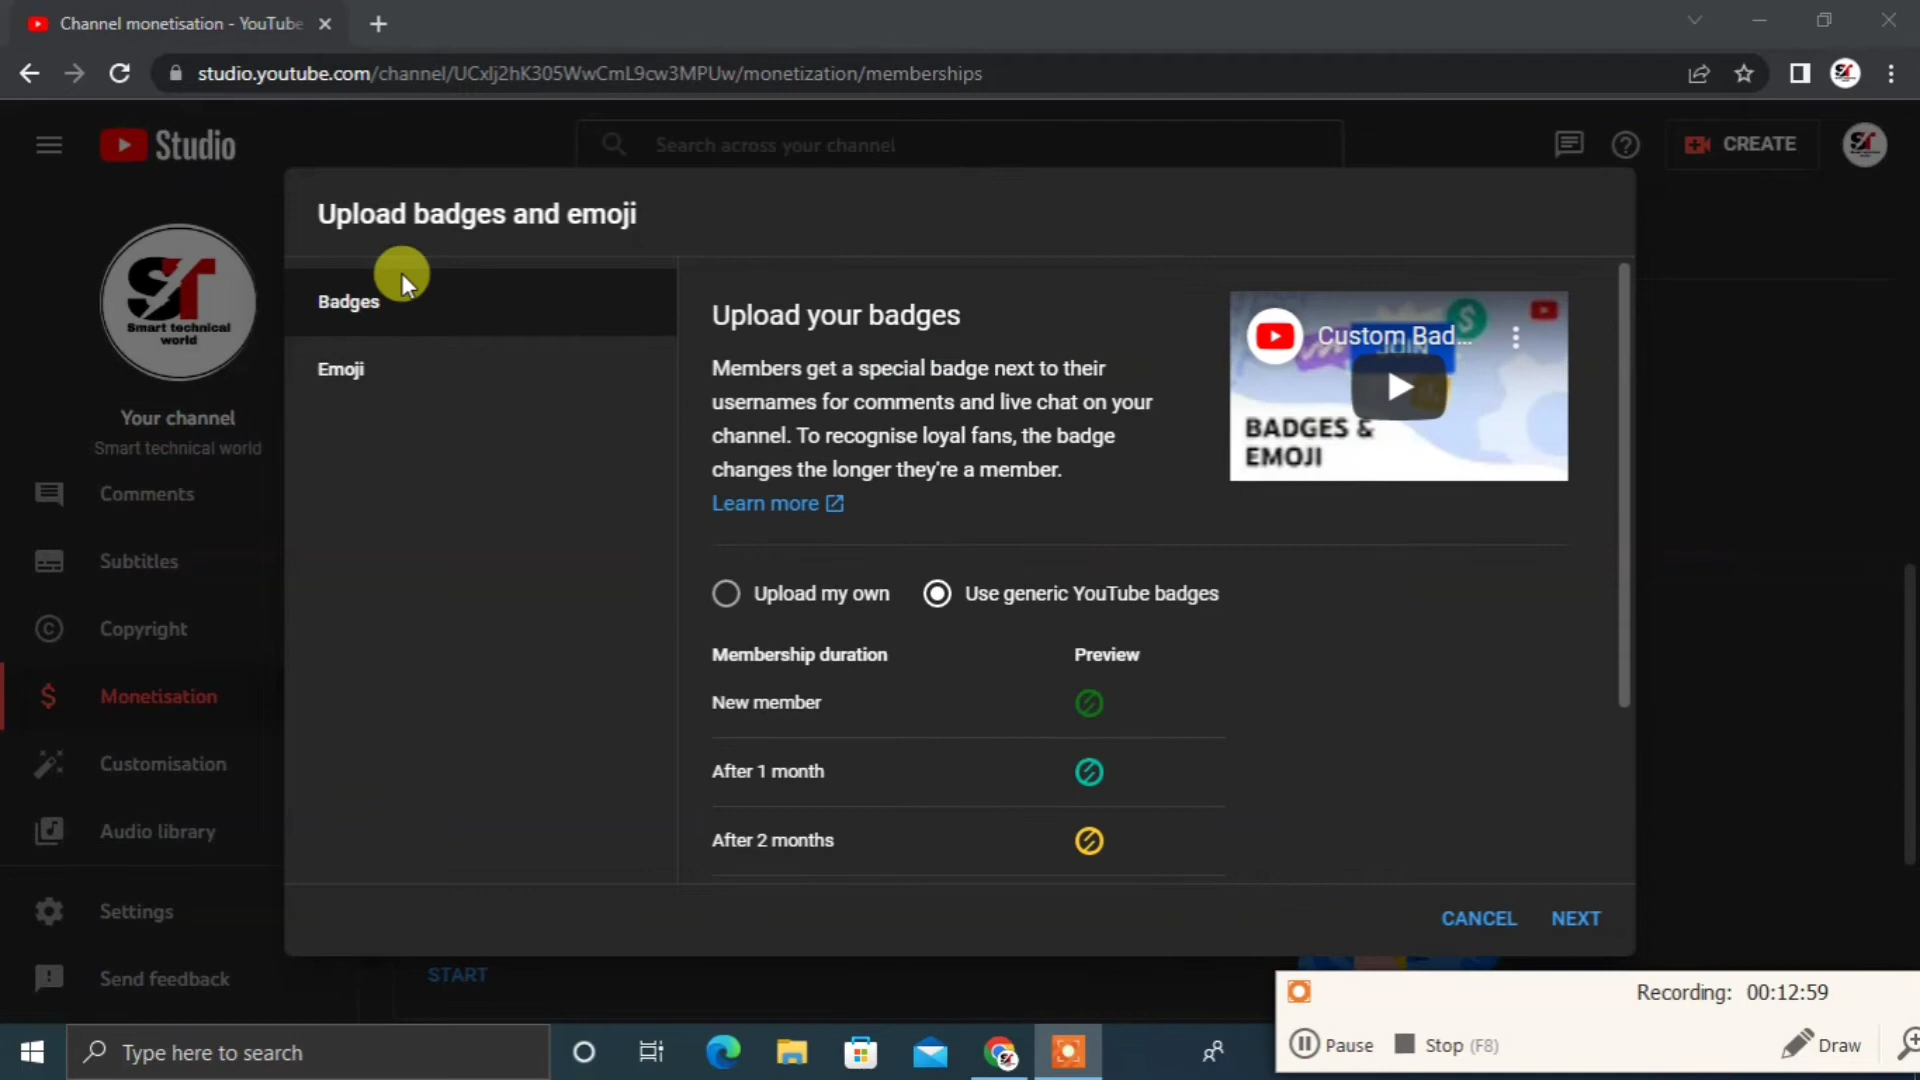 Channel monetisation - YouTube
studio.youtube.com/channel/UCxlj2hK305WwCmL9cw3MPUw/monetization/memberships
Studio
Search across your channel
CREATE
ST
Smart technical
world
Your channel
Smart technical world
Comments
Subtitles
Copyright
Monetisation
Customisation
Audio library
Settings
Send feedback
Upload badges and emoji
Badges
Emoji
Upload your badges
Members get a special badge next to their
usernames for comments and live chat on your
channel. To recognise loyal fans, the badge
changes the longer they're a member.
Learn more
Custom Bad...
JOIN
BADGES &
EMOJI
Upload my own
Use generic YouTube badges
Membership duration
Preview
New member
After 1 month
After 2 months
CANCEL
NEXT
START
Recording: 00:12:59
Pause
Stop (F8)
Draw
Type here to search